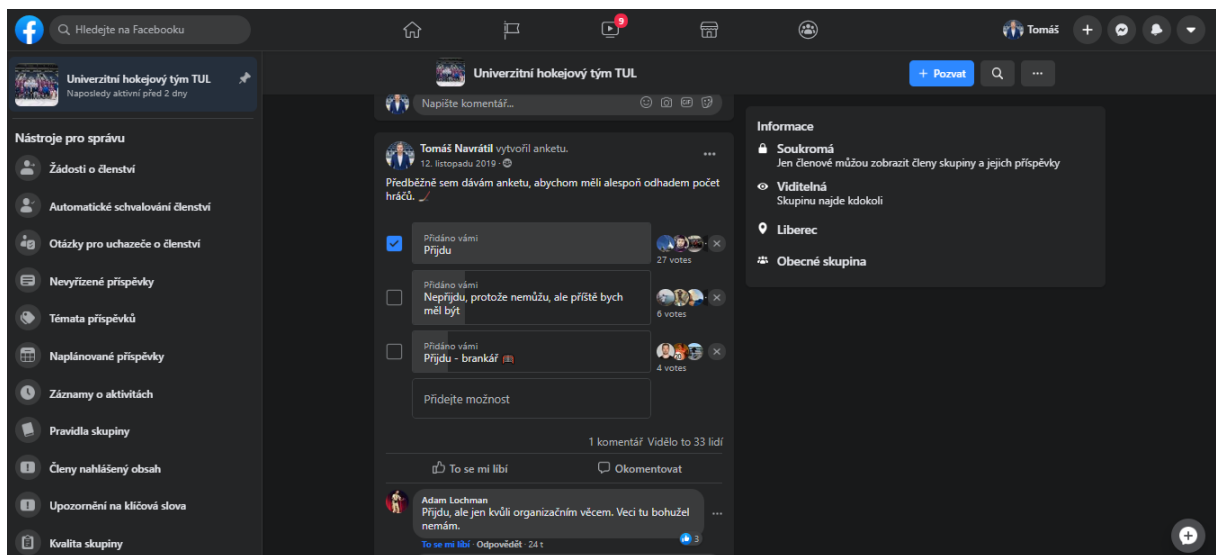 Hledejte na Facebooku
9
Tomáš
Univerzitní hokejový tým TUL
Naposledy aktivní před 2 dny
Nástroje pro správu
Žádosti o členství
Automatické schvalování členství
Otázky pro uchazeče o členství
Nevyřízené příspěvky
Témata příspěvků
Naplánované příspěvky
Záznamy o aktivitách
Pravidla skupiny
Členy nahlášený obsah
Upozornění na klíčová slova
Kvalita skupiny
Univerzitní hokejový tým TUL
+ Pozvat
Napište komentář...
GIF
Tomáš Navrátil vytvořil anketu.
12. listopadu 2019 ·
Předběžně sem dávám anketu, abychom měli alespoň odhadem počet
hráčů.
Přidáno vámi
Přijdu
27 votes
Přidáno vámi
Nepřijdu, protože nemůžu, ale příště bych
měl být
6 votes
Přidáno vámi
Přijdu - brankář
4 votes
Přidejte možnost
1 komentář Vidělo to 33 lidí
To se mi líbí
Okomentovat
Adam Lochman
Přijdu, ale jen kvůli organizačním věcem. Veci tu bohužel
nemám.
3
To se mi líbí · Odpovědět · 24 t
Informace
Soukromá
Jen členové můžou zobrazit členy skupiny a jejich příspěvky
Viditelná
Skupinu najde kdokoli
Liberec
Obecné skupina